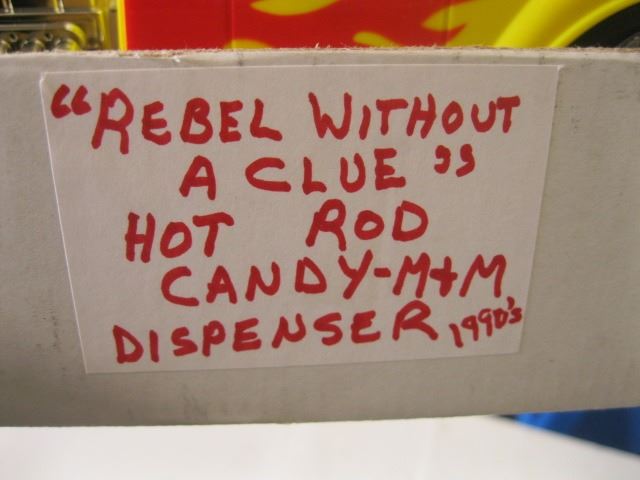 "REBEL WITHOUT
A CLUE"
HOT ROD
CANDY-M+M
DISPENSER 1990's